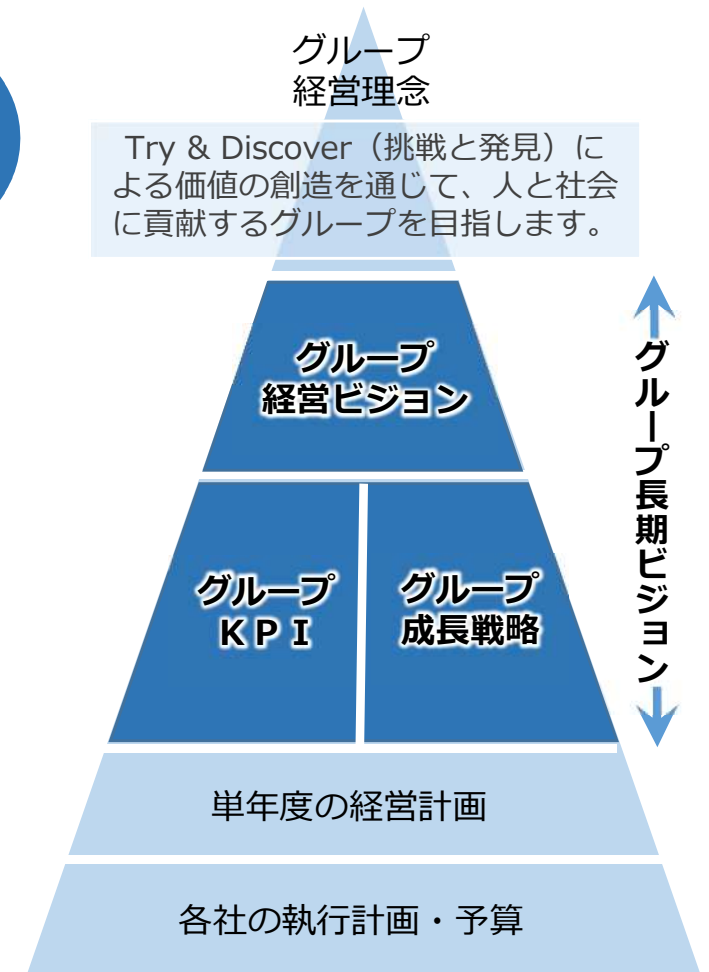 グループ
経営理念
Try & Discover（挑戦と発見）に
よる価値の創造を通じて、人と社会
に貢献するグループを目指します。
グループ
経営ビジョン
グループ
ＫＰＩ
グループ
成長戦略
グループ長期ビジョン
単年度の経営計画
各社の執行計画・予算